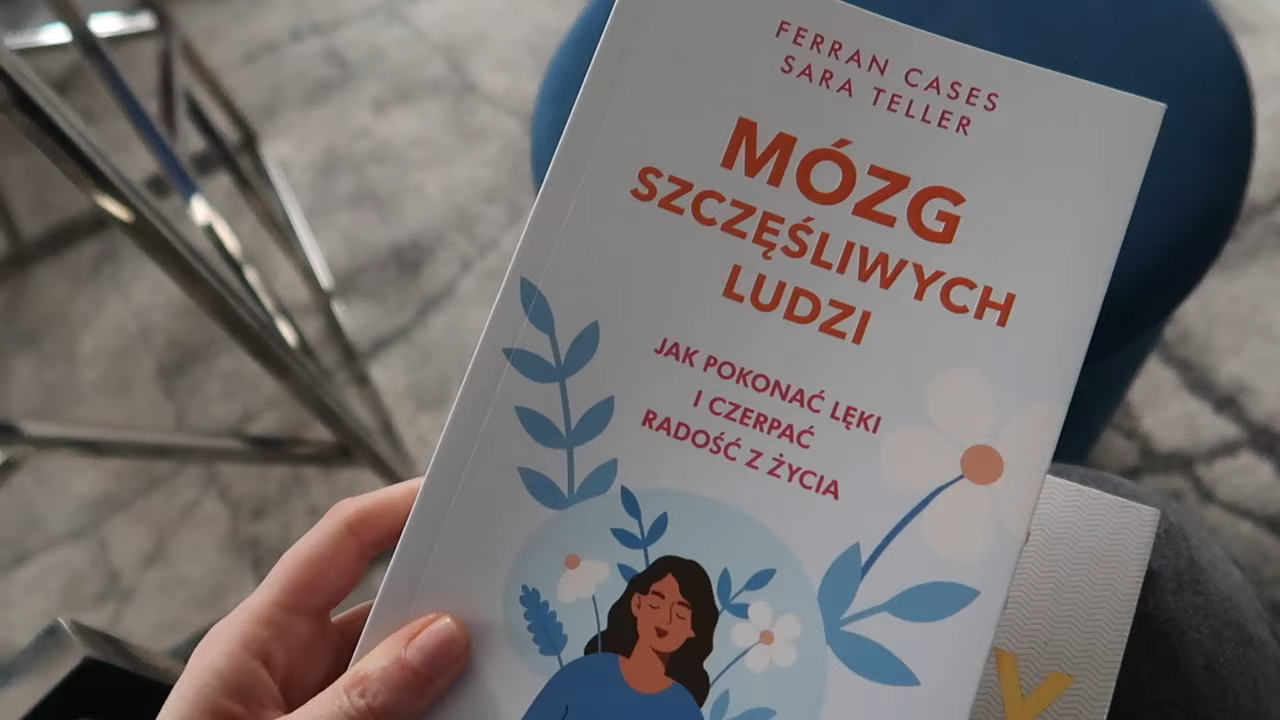 FERRAN CASES
SARA TELLER
MÓZG
SZCZĘŚLIWYCH
LUDZI
JAK POKONAĆ LĘKI
I CZERPAĆ
RADOŚĆ Z ŻYCIA